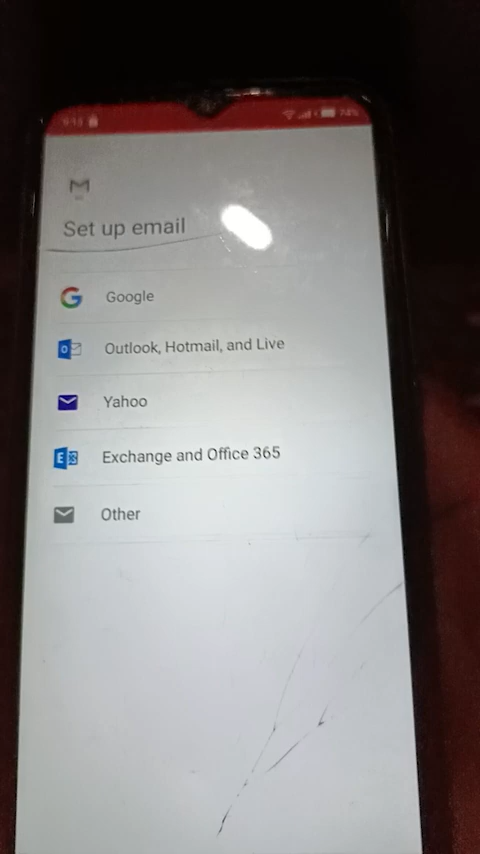 Set up email
Google
Outlook, Hotmail, and Live
Yahoo
Exchange and Office 365
Other